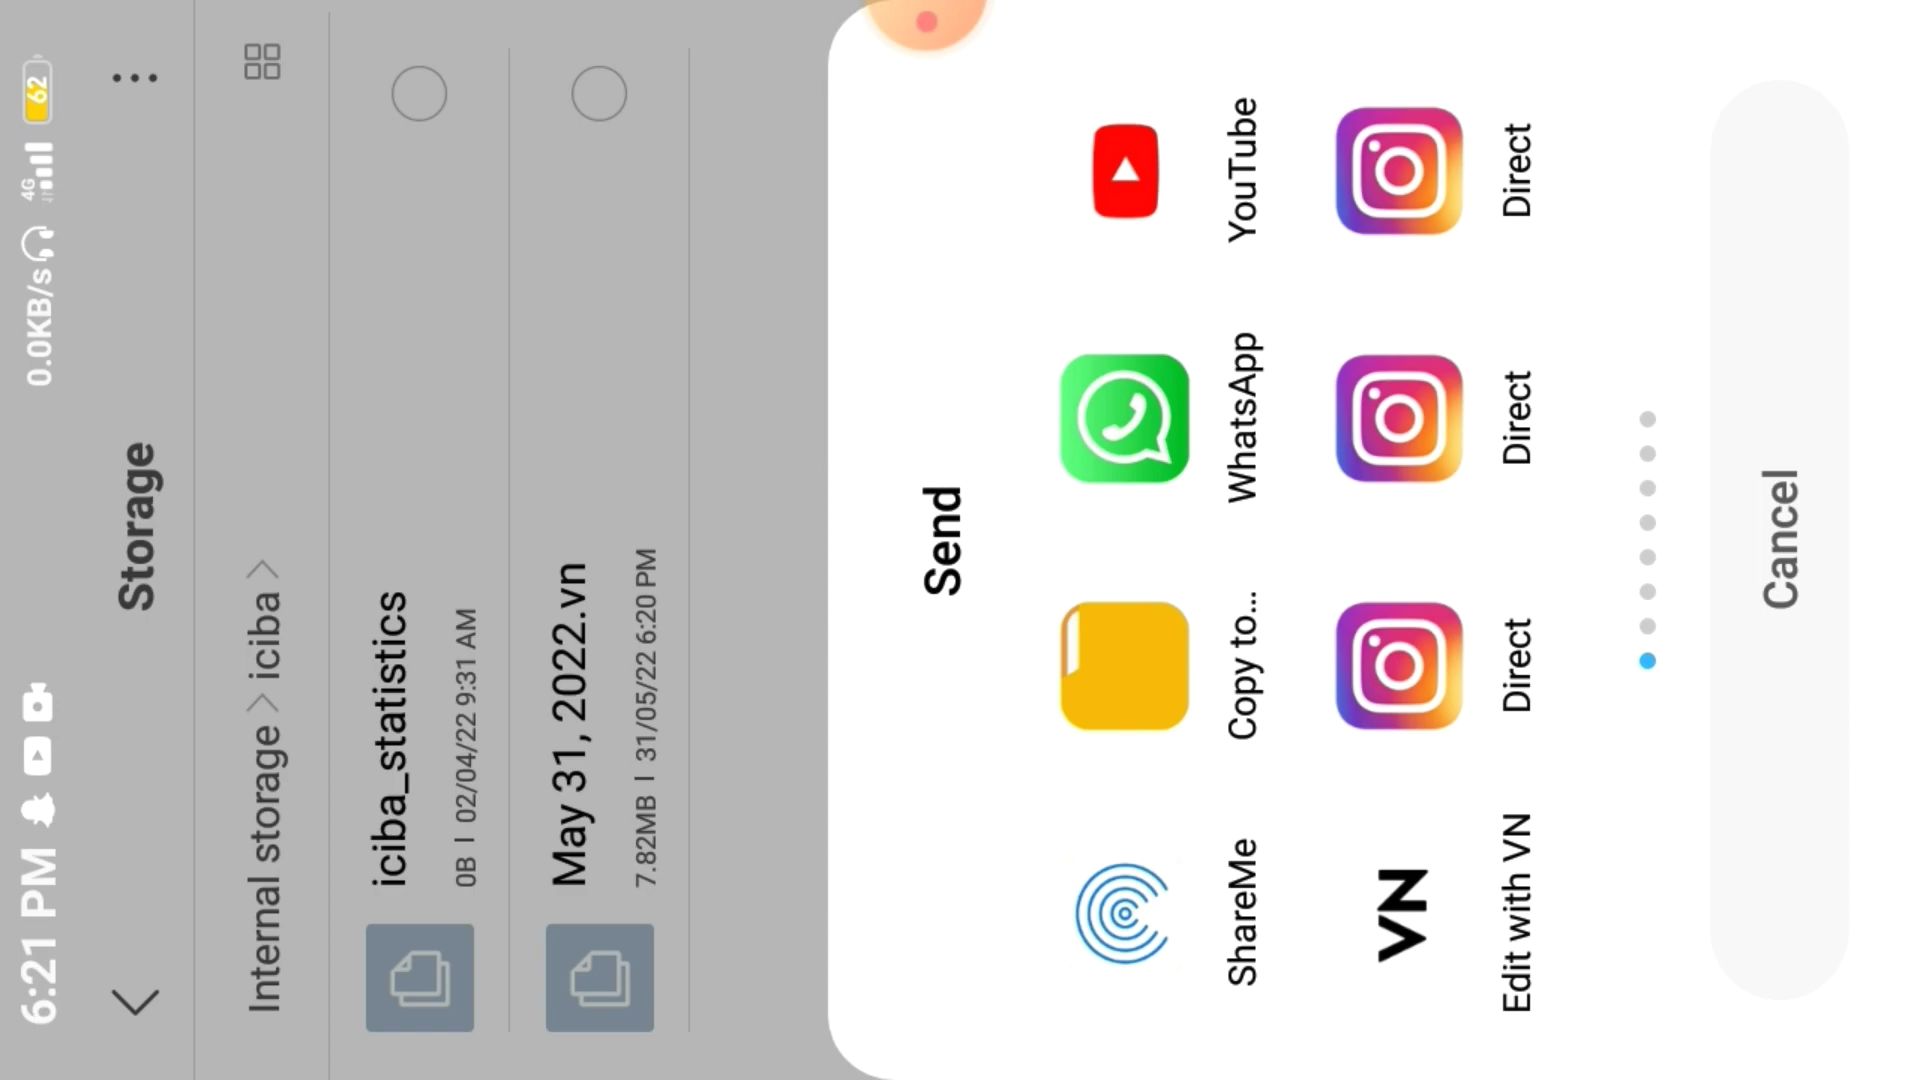 6:21 PM 0.0KB/s 4G 62
Storage
Internal storage > iciba >
iciba_statistics
0B | 02/04/22 9:31 AM
May 31, 2022.vn
7.82MB | 31/05/22 6:20 PM
Send
ShareMe Copy to... WhatsApp YouTube
VN
Edit with VN Direct Direct Direct
Cancel